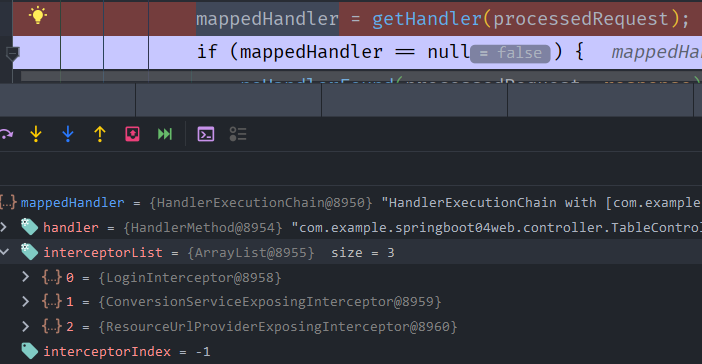 mappedHandler = getHandler(processedRequest);
if (mappedHandler == null = false ) { mappedHa
noHandlerFound(processedRequest, response)
{...} mappedHandler = {HandlerExecutionChain@8950} "HandlerExecutionChain with [com.example
handler = {HandlerMethod@8954} "com.example.springboot04web.controller.TableContro
interceptorList = {ArrayList@8955} size = 3
{...} 0 = {LoginInterceptor@8958}
{...} 1 = {ConversionServiceExposingInterceptor@8959}
{...} 2 = {ResourceUrlProviderExposingInterceptor@8960}
interceptorIndex = -1